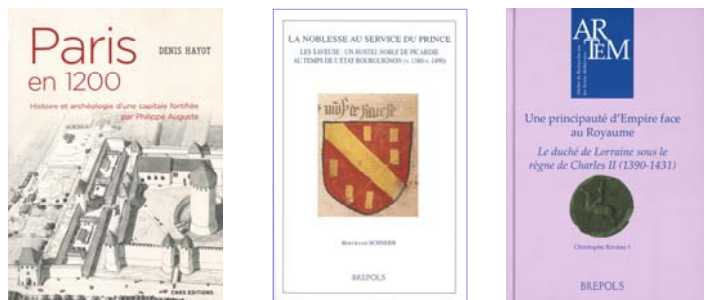 Paris
en 1200
DENIS HAYOT
Histoire et archéologie d'une capitale fortifiée
par Philippe Auguste
CNRS EDITIONS
LA NOBLESSE AU SERVICE DU PRINCE
LES SAVEUSE : UN HOSTEL NOBLE DE PICARDIE
AU TEMPS DE L'ÉTAT BOURGUIGNON (v. 1380-v. 1490)
BERTRAND SCHNERB
BREPOLS
AR
TEM
Une principauté d'Empire face
au Royaume
Le duché de Lorraine sous le
règne de Charles II (1390-1431)
Christophe Rivière †
BREPOLS